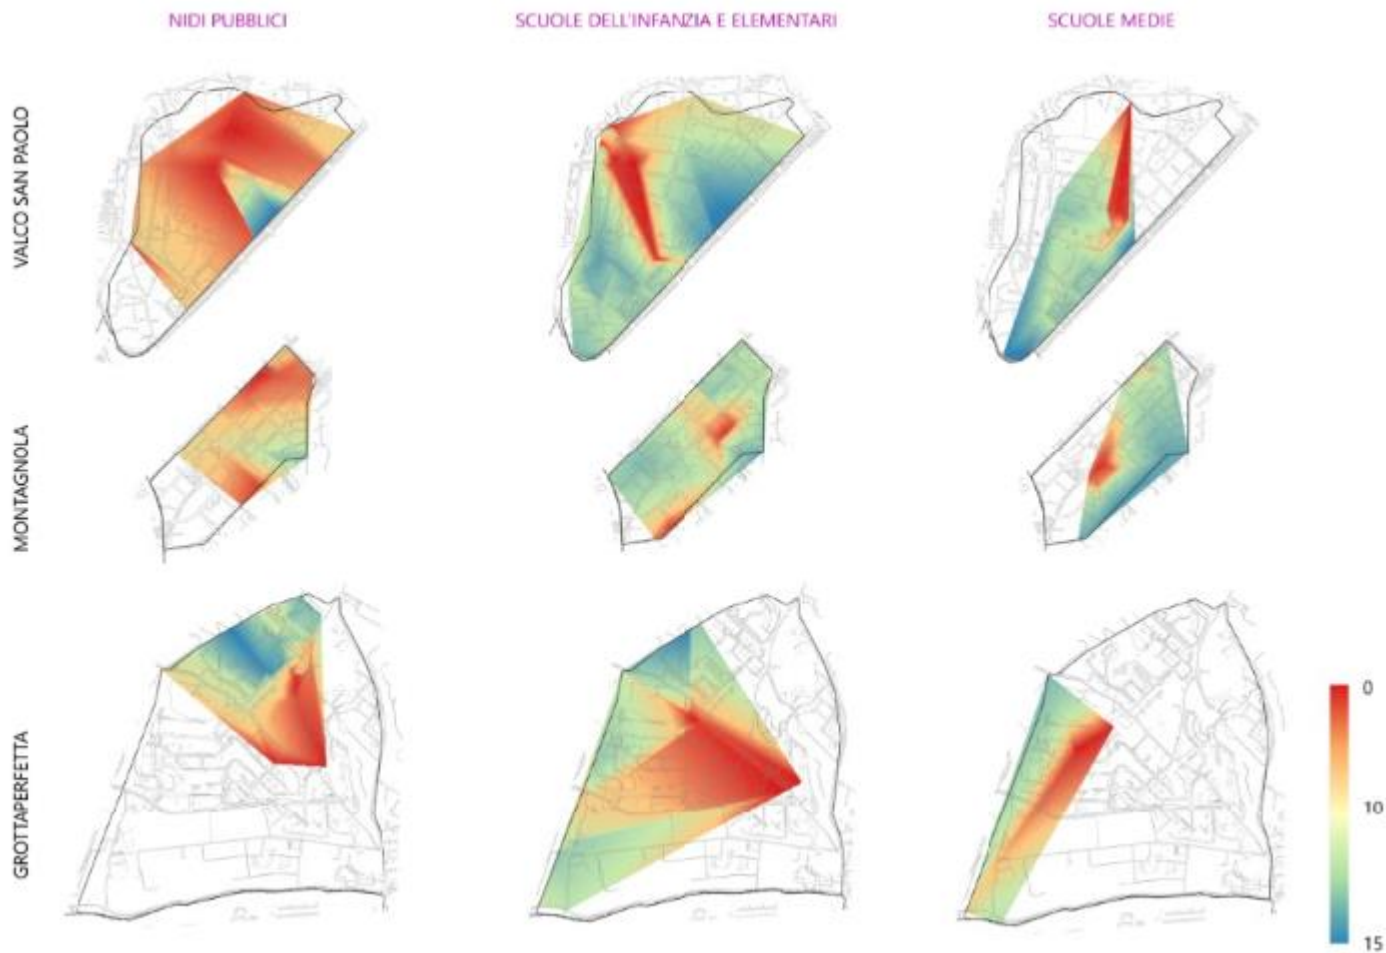 NIDI PUBBLICI
SCUOLE DELL'INFANZIA E ELEMENTARI
SCUOLE MEDIE
VALCO SAN PAOLO
MONTAGNOLA
GROTTAPERFETTA
0
10
15